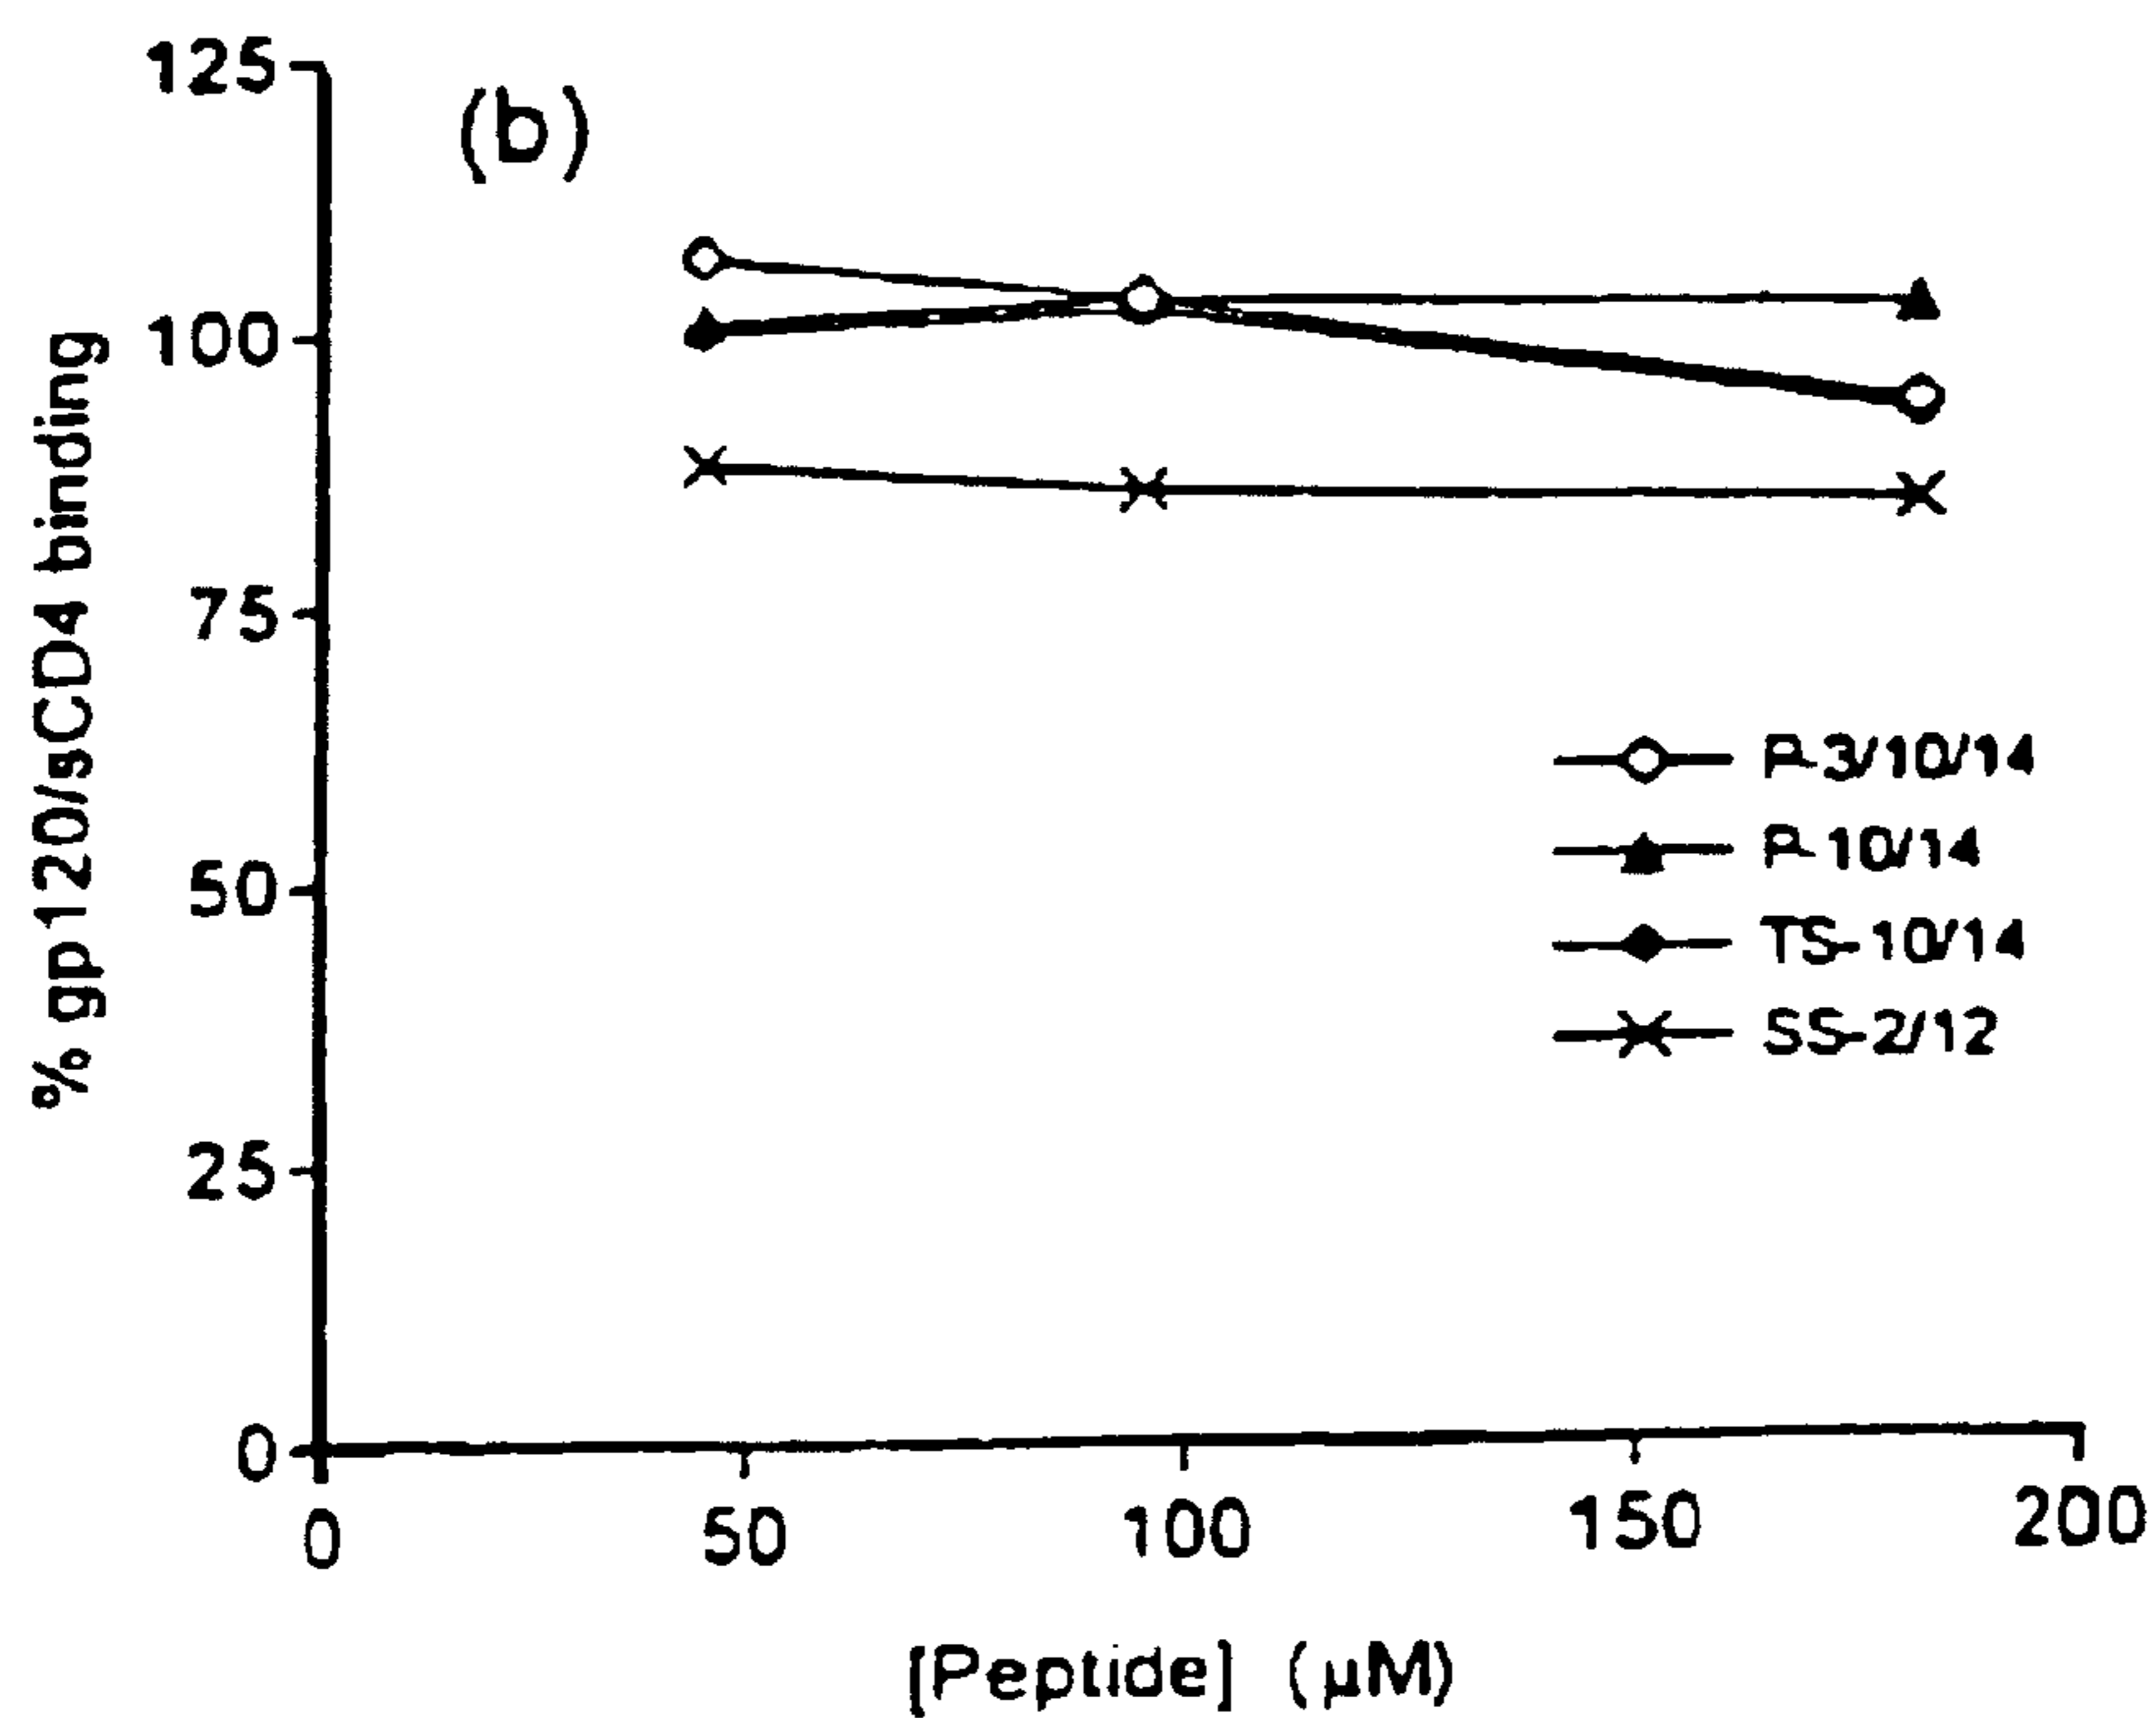 (b)
125
100
75
50
25
0
% gp120/sCD4 binding
P-3/10/14
P-10/14
TS-10/14
SS-2/12
0 50 100 150 200
[Peptide] (μM)